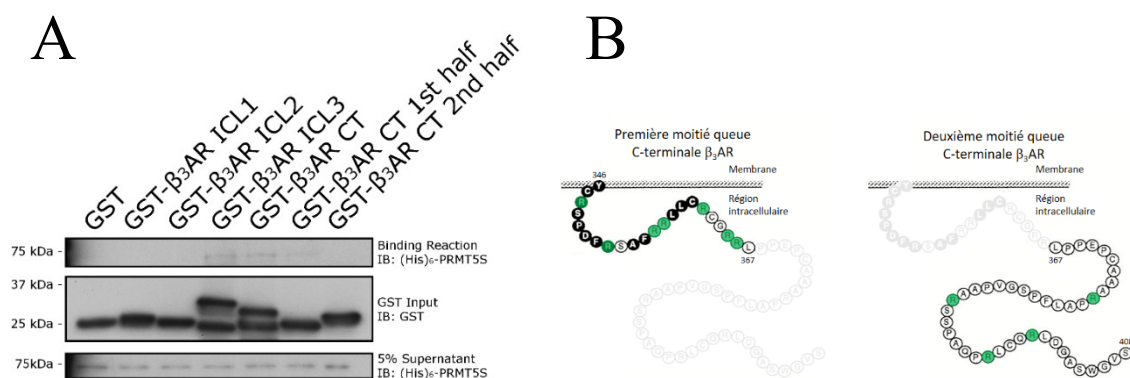 A
B
GST
GST-β₃AR ICL1
GST-β₃AR ICL2
GST-β₃AR ICL3
GST-β₃AR CT
GST-β₃AR CT 1st half
GST-β₃AR CT 2nd half
75 kDa -
Binding Reaction
IB: (His)₆-PRMT5S
37 kDa -
25 kDa -
GST Input
IB: GST
75kDa -
5% Supernatant
IB: (His)₆-PRMT5S
Première moitié queue
C-terminale β₃AR
Membrane
Région
intracellulaire
346
YCRSPDFRSAFRRLLCRCGRRL
367
Deuxième moitié queue
C-terminale β₃AR
Membrane
Région
intracellulaire
367
LPPEPCAAARPALFPSGVPAARSSPAQPRLCQRLDGASWGVS
408